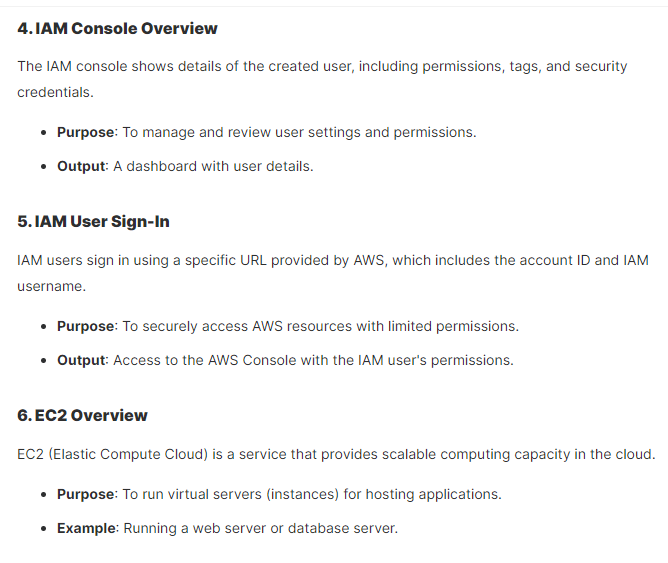 4. IAM Console Overview
The IAM console shows details of the created user, including permissions, tags, and security
credentials.
• Purpose: To manage and review user settings and permissions.
• Output: A dashboard with user details.
5. IAM User Sign-In
IAM users sign in using a specific URL provided by AWS, which includes the account ID and IAM
username.
• Purpose: To securely access AWS resources with limited permissions.
• Output: Access to the AWS Console with the IAM user's permissions.
6. EC2 Overview
EC2 (Elastic Compute Cloud) is a service that provides scalable computing capacity in the cloud.
• Purpose: To run virtual servers (instances) for hosting applications.
• Example: Running a web server or database server.